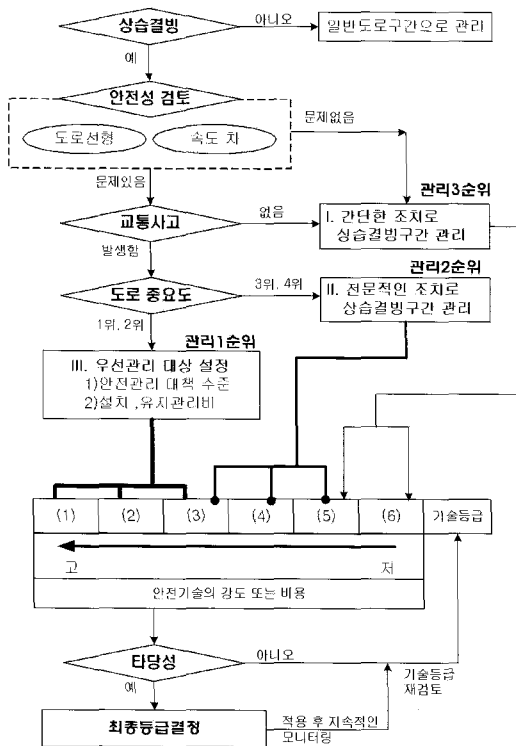 상습결빙
아니오
일반도로구간으로 관리
예
안전성 검토
도로선형
속도 차
문제없음
문제있음
관리3순위
교통사고
없음
I. 간단한 조치로
상습결빙구간 관리
발생함
관리2순위
도로 중요도
3위, 4위
II. 전문적인 조치로
상습결빙구간 관리
1위, 2위
관리1순위
III. 우선관리 대상 설정
1)안전관리 대책 수준
2)설치 ,유지관리비
(1) (2) (3) (4) (5) (6) 기술등급
고 저
안전기술의 강도 또는 비용
타당성
아니오
기술등급
재검토
예
최종등급결정
적용 후 지속적인
모니터링